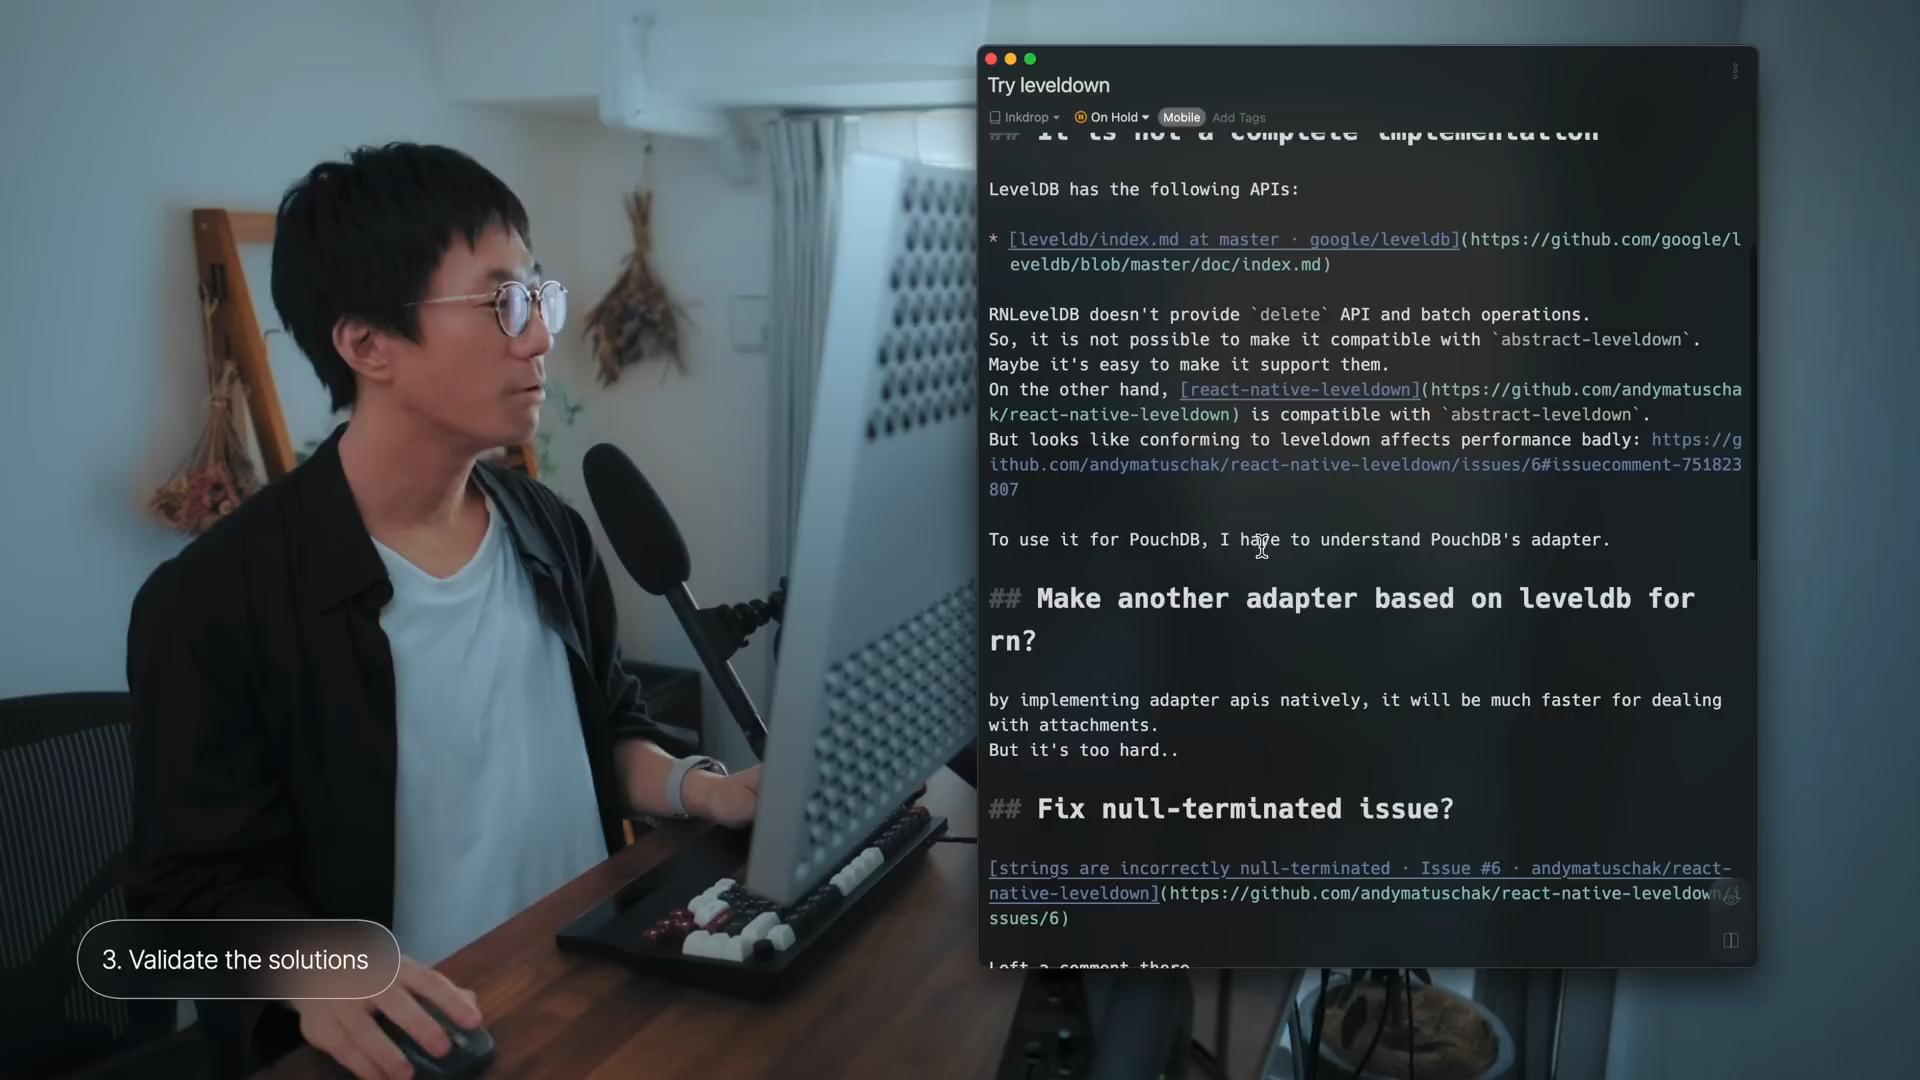 Try leveldown
Inkdrop On Hold Mobile Add Tags
## It is not a complete implementation
LevelDB has the following APIs:
* [leveldb/index.md at master · google/leveldb](https://github.com/google/l
eveldb/blob/master/doc/index.md)
RNLevelDB doesn't provide `delete` API and batch operations.
So, it is not possible to make it compatible with `abstract-leveldown`.
Maybe it's easy to make it support them.
On the other hand, [react-native-leveldown](https://github.com/andymatuscha
k/react-native-leveldown) is compatible with `abstract-leveldown`.
But looks like conforming to leveldown affects performance badly: https://g
ithub.com/andymatuschak/react-native-leveldown/issues/6#issuecomment-751823
807
To use it for PouchDB, I have to understand PouchDB's adapter.
## Make another adapter based on leveldb for
rn?
by implementing adapter apis natively, it will be much faster for dealing
with attachments.
But it's too hard..
## Fix null-terminated issue?
[strings are incorrectly null-terminated · Issue #6 · andymatuschak/react-
native-leveldown](https://github.com/andymatuschak/react-native-leveldown/i
ssues/6)
Left a comment there
3. Validate the solutions